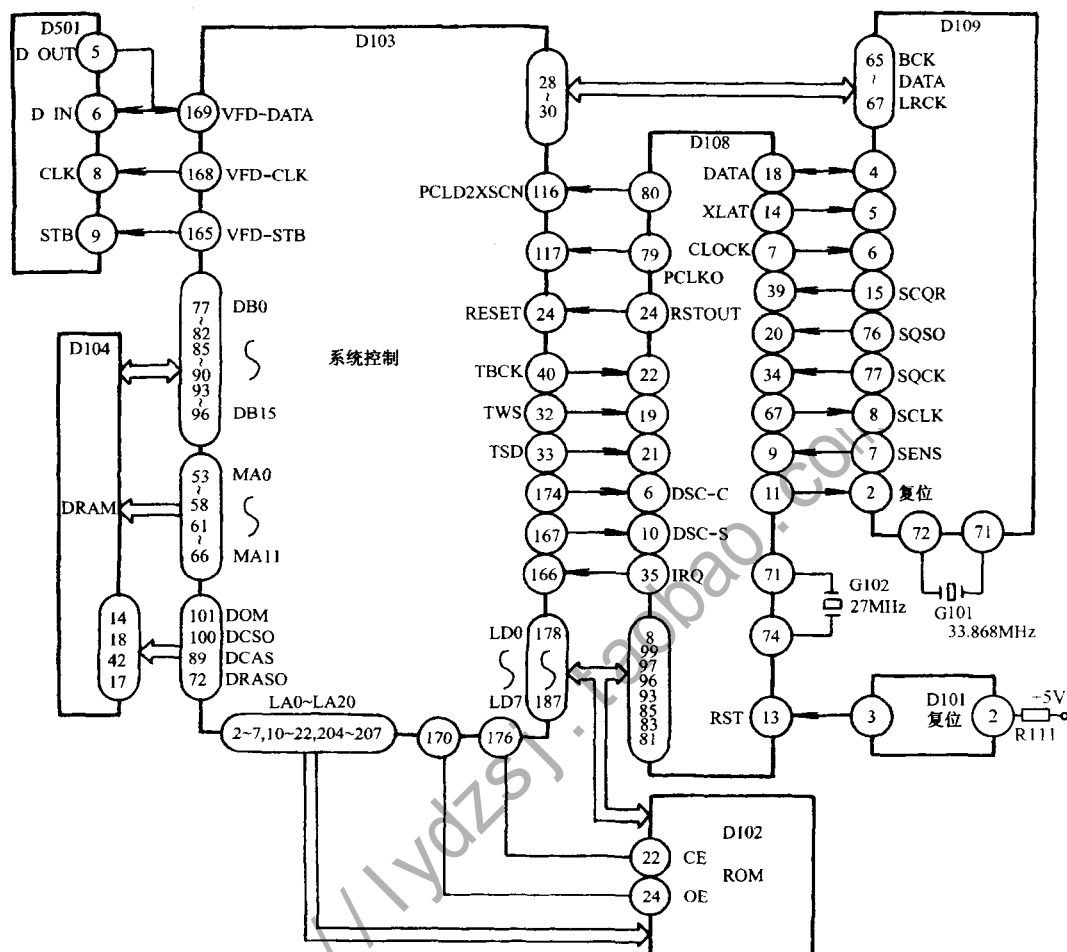 D501
D OUT
5
D IN
6
CLK
8
STB
9
D103
169
VFD~DATA
168
VFD-CLK
165
VFD-STB
77
~
82
85
~
90
93
~
96
DB0
DB15
系统控制
D104
DRAM
53
~
58
61
~
66
MA0
MA11
14
18
42
17
101
100
89
72
DOM
DCSO
DCAS
DRASO
LA0~LA20
2~7,10~22,204~207
170
176
28
~
30
PCLD2XSCN
116
117
RESET
24
TBCK
40
TWS
32
TSD
33
174
167
166
LD0
LD7
178
187
D108
80
79
PCLKO
24
RSTOUT
22
19
21
6
DSC-C
10
DSC-S
35
IRQ
8
99
97
96
93
85
83
81
DATA
18
XLAT
14
CLOCK
7
39
20
34
67
9
11
71
74
RST
13
G102
27MHz
D109
65
~
67
BCK
DATA
LRCK
4
5
6
15
SCQR
76
SQSO
77
SQCK
8
SCLK
7
SENS
2
复位
72
71
G101
33.868MHz
3
D101
复位
2
+5V
R111
D102
ROM
22
CE
24
OE
//lydzsj.taobao.com